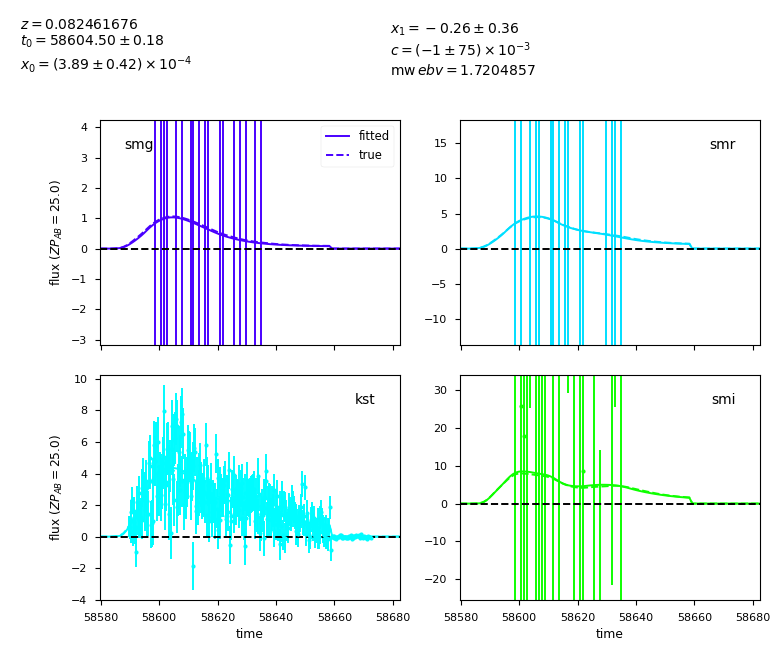 z = 0.082461676
t₀ = 58604.50 ± 0.18
x₀ = (3.89 ± 0.42) × 10⁻⁴
x₁ = −0.26 ± 0.36
c = (−1 ± 75) × 10⁻³
mw ebv = 1.7204857
4
3
2
1
0
−1
−2
−3
flux (ZP_AB = 25.0)
smg
fitted
true
15
10
5
0
−5
−10
smr
10
8
6
4
2
0
−2
−4
flux (ZP_AB = 25.0)
kst
58580 58600 58620 58640 58660 58680
time
30
20
10
0
−10
−20
smi
58580 58600 58620 58640 58660 58680
time